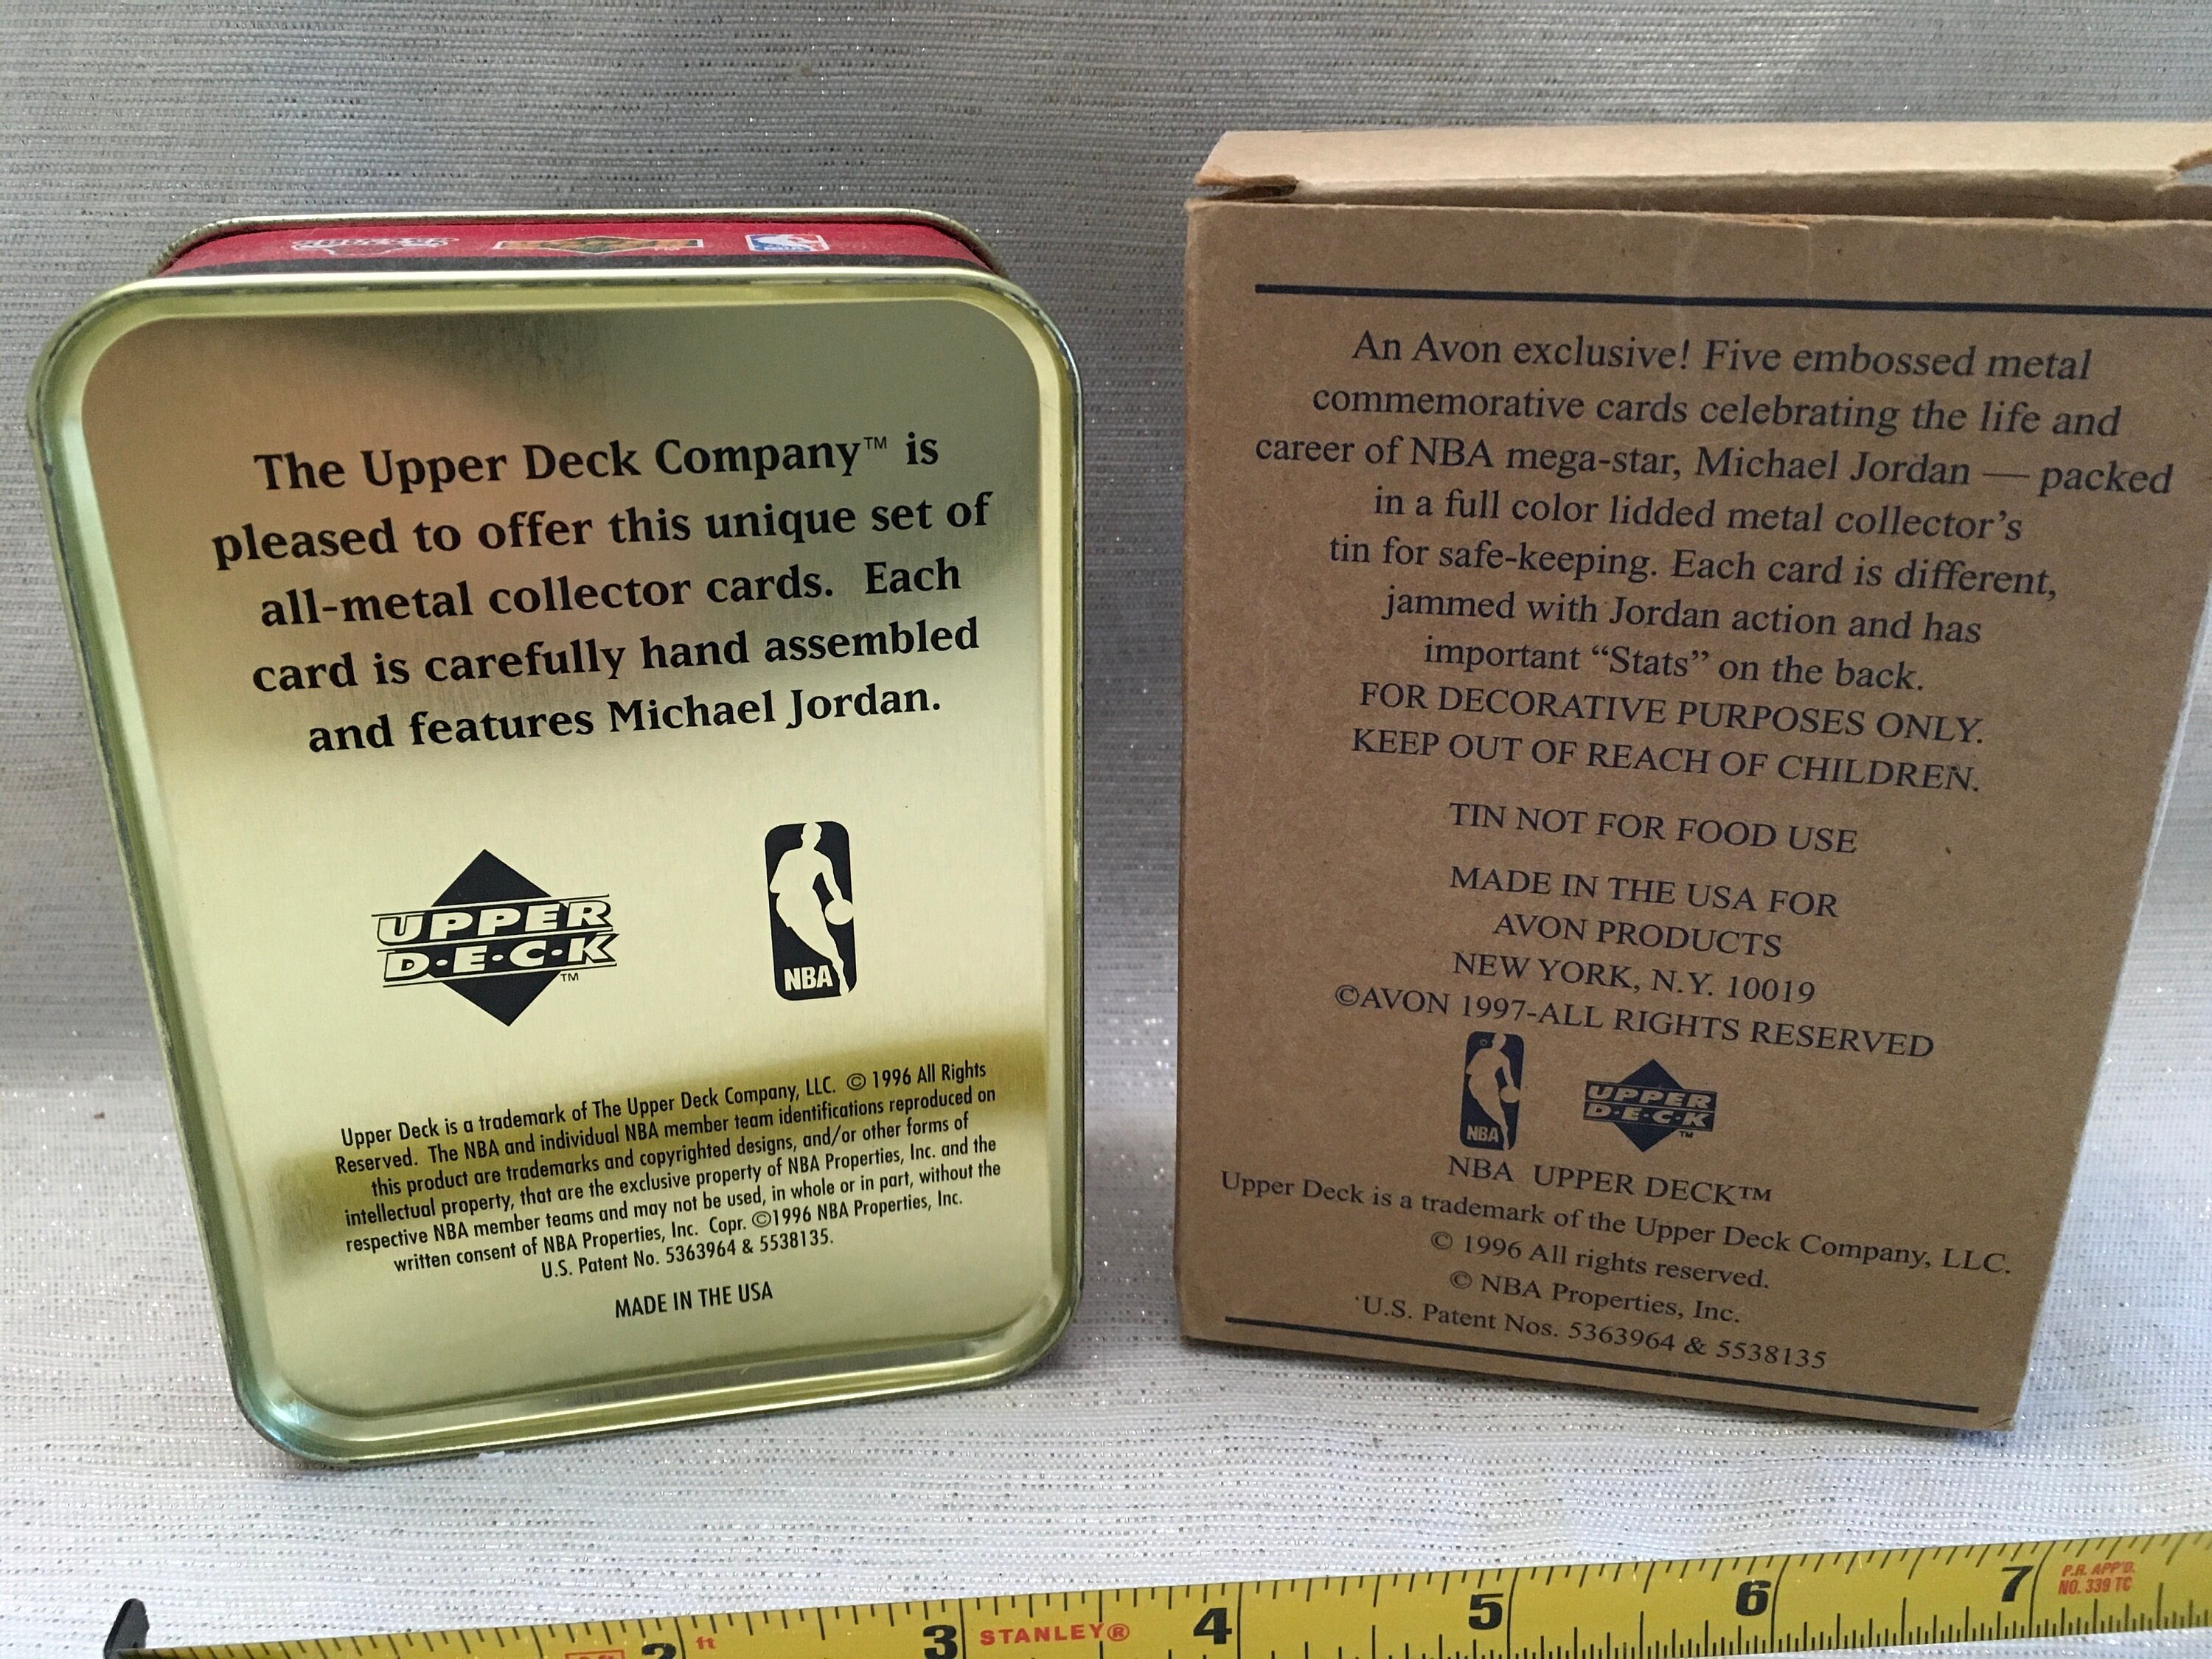 The Upper Deck Company™ is
pleased to offer this unique set of
all-metal collector cards. Each
card is carefully hand assembled
and features Michael Jordan.
UPPER
D·E·C·K
™
NBA
Upper Deck is a trademark of The Upper Deck Company, LLC. © 1996 All Rights
Reserved. The NBA and individual NBA member team identifications reproduced on
this product are trademarks and copyrighted designs, and/or other forms of
intellectual property, that are the exclusive property of NBA Properties, Inc. and the
respective NBA member teams and may not be used, in whole or in part, without the
written consent of NBA Properties, Inc. Copr. ©1996 NBA Properties, Inc.
U.S. Patent No. 5363964 & 5538135.
MADE IN THE USA
An Avon exclusive! Five embossed metal
commemorative cards celebrating the life and
career of NBA mega-star, Michael Jordan — packed
in a full color lidded metal collector's
tin for safe-keeping. Each card is different,
jammed with Jordan action and has
important “Stats” on the back.
FOR DECORATIVE PURPOSES ONLY.
KEEP OUT OF REACH OF CHILDREN.
TIN NOT FOR FOOD USE
MADE IN THE USA FOR
AVON PRODUCTS
NEW YORK, N.Y. 10019
©AVON 1997-ALL RIGHTS RESERVED
NBA
UPPER
D·E·C·K
™
NBA UPPER DECK™
Upper Deck is a trademark of the Upper Deck Company, LLC.
© 1996 All rights reserved.
© NBA Properties, Inc.
U.S. Patent Nos. 5363964 & 5538135
2 ft 3 STANLEY® 4 5 6 7 P.R. APP'D.
NO. 339 TC